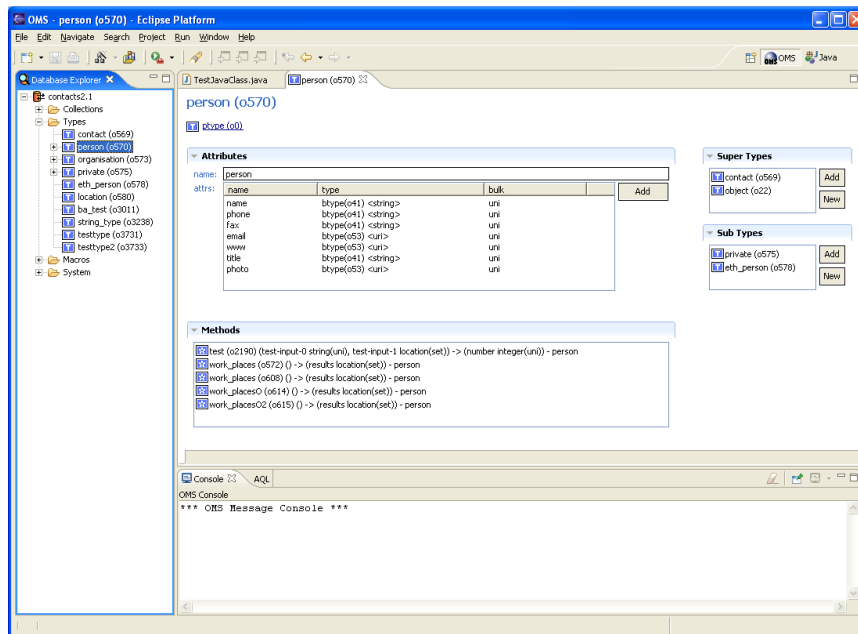 OMS - person (o570) - Eclipse Platform
File Edit Navigate Search Project Run Window Help
OMS Java
Database Explorer
contacts2.1
Collections
Types
contact (o569)
person (o570)
organisation (o573)
private (o575)
eth_person (o578)
location (o580)
ba_test (o3011)
string_type (o3238)
testtype (o3731)
testtype2 (o3733)
Macros
System
TestJavaClass.java person (o570)
person (o570)
ptype (o0)
Attributes
name: person
attrs: name type bulk Add
name btype(o41) <string> uni
phone btype(o41) <string> uni
fax btype(o41) <string> uni
email btype(o53) <uri> uni
www btype(o53) <uri> uni
title btype(o41) <string> uni
photo btype(o53) <uri> uni
Super Types
contact (o569) Add
object (o22)
New
Sub Types
private (o575) Add
eth_person (o578)
New
Methods
test (o2190) (test-input-0 string(uni), test-input-1 location(set)) -> (number integer(uni)) - person
work_places (o572) () -> (results location(set)) - person
work_places (o608) () -> (results location(set)) - person
work_placesO (o614) () -> (results location(set)) - person
work_placesO2 (o615) () -> (results location(set)) - person
Console AQL
OMS Console
*** OMS Message Console ***